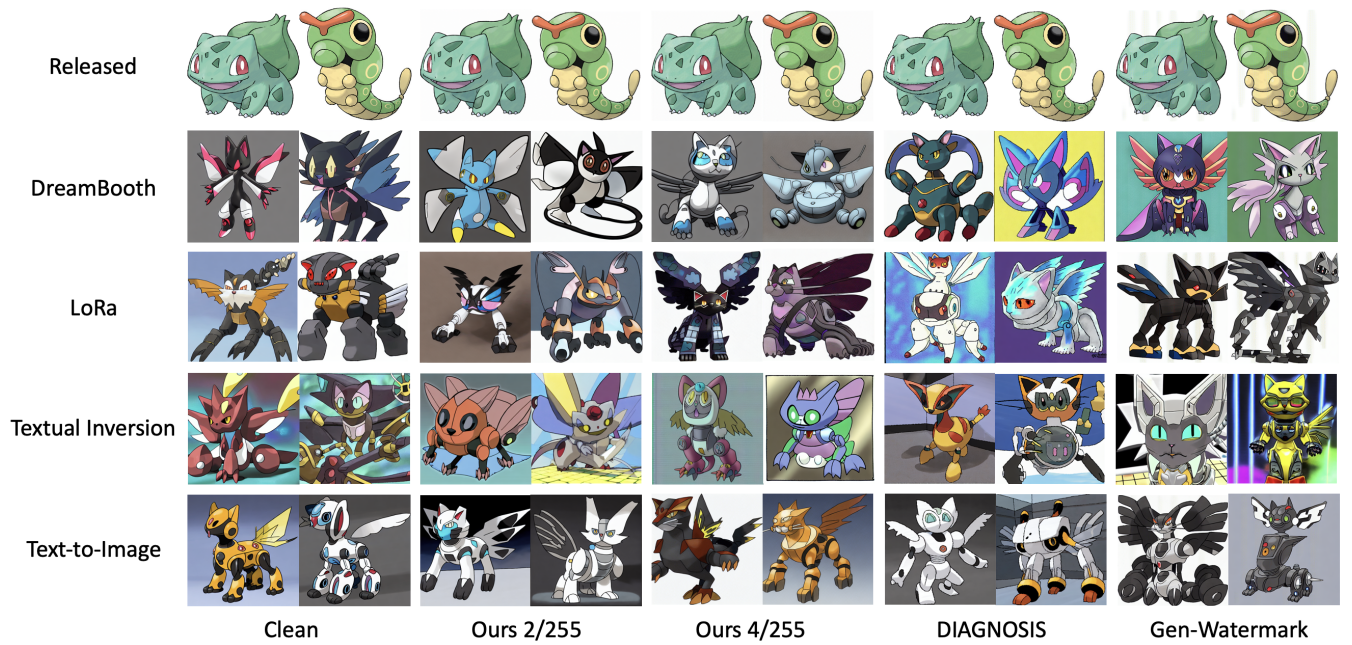 Released
DreamBooth
LoRa
Textual Inversion
Text-to-Image
Clean
Ours 2/255
Ours 4/255
DIAGNOSIS
Gen-Watermark